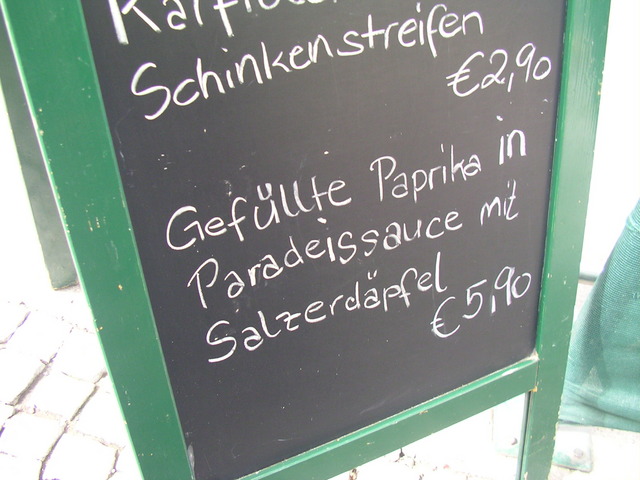 Schinkenstreifen
€2,90
Gefüllte Paprika in
Paradeissauce mit
Salzerdäpfel
€5,90